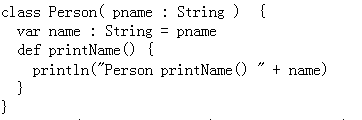 class Person( pname : String )  {
  var name : String = pname
  def printName() {
    println("Person printName() " + name)
  }
}